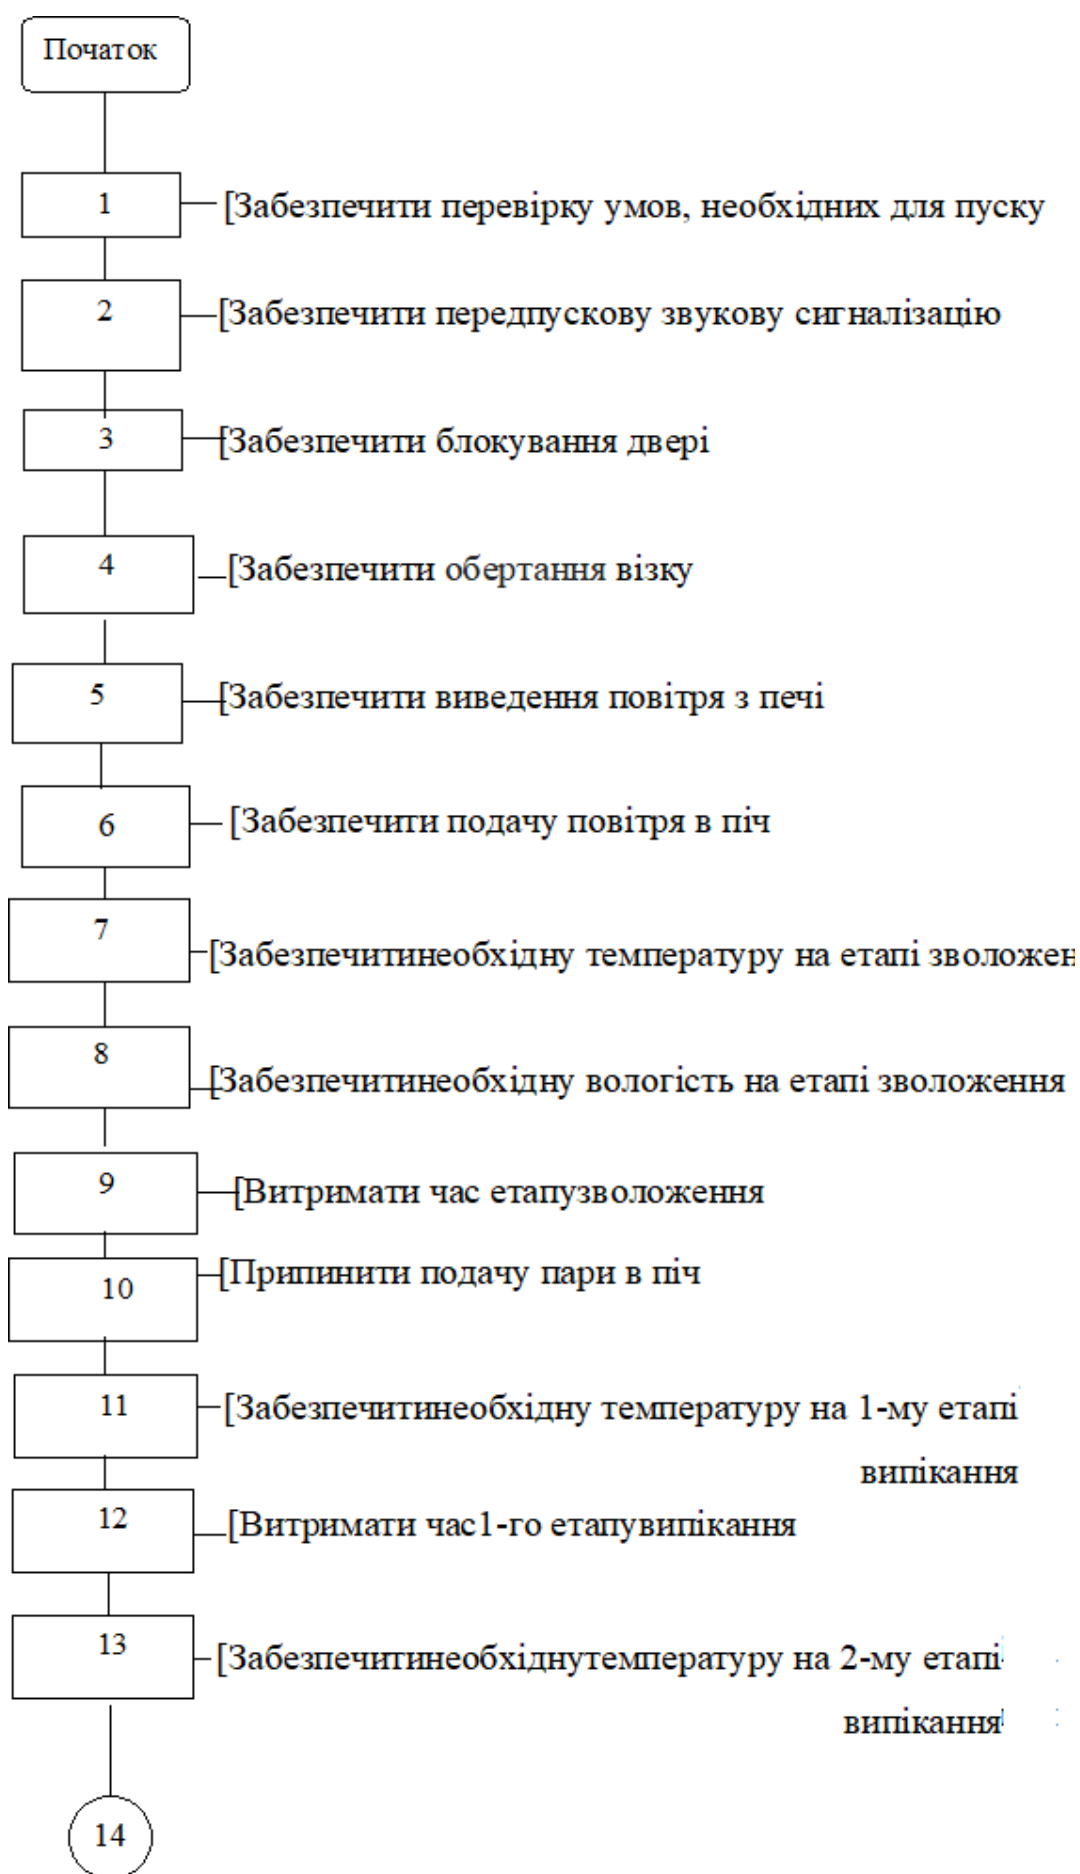 Початок
1
[Забезпечити перевірку умов, необхідних для пуску
2
[Забезпечити передпускову звукову сигналізацію
3
[Забезпечити блокування двері
4
[Забезпечити обертання візку
5
[Забезпечити виведення повітря з печі
6
[Забезпечити подачу повітря в піч
7
[Забезпечитинеобхідну температуру на етапі зволожен
8
[Забезпечитинеобхідну вологість на етапі зволоження
9
[Витримати час етапузволоження
10
[Припинити подачу пари в піч
11
[Забезпечитинеобхідну температуру на 1-му етапі
випікання
12
[Витримати час1-го етапувипікання
13
[Забезпечитинеобхіднутемпературу на 2-му етапі
випікання
14